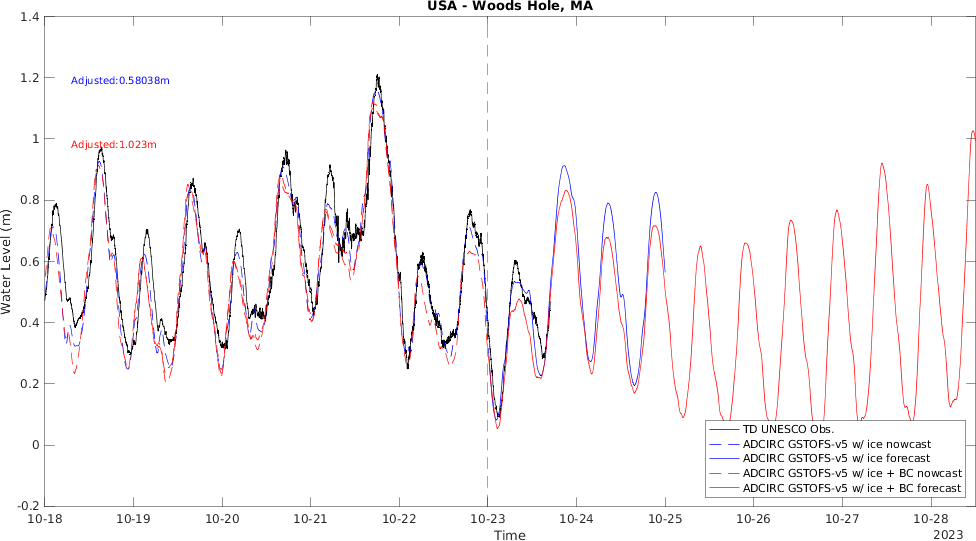 USA - Woods Hole, MA
1.4
1.2
1
0.8
0.6
0.4
0.2
0
-0.2
Water Level (m)
Adjusted:0.58038m
Adjusted:1.023m
TD UNESCO Obs.
ADCIRC GSTOFS-v5 w/ ice nowcast
ADCIRC GSTOFS-v5 w/ ice forecast
ADCIRC GSTOFS-v5 w/ ice + BC nowcast
ADCIRC GSTOFS-v5 w/ ice + BC forecast
10-18 10-19 10-20 10-21 10-22 10-23 10-24 10-25 10-26 10-27 10-28
Time
2023